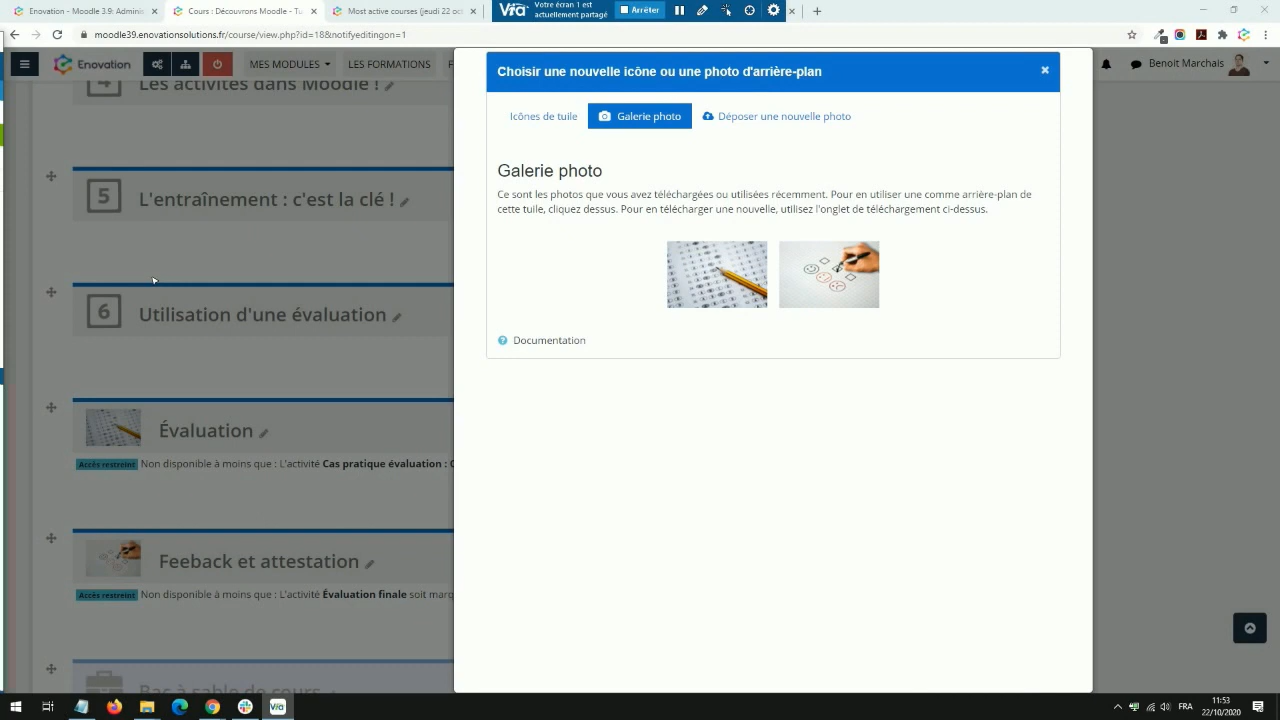 Enovation - Moodle 3.9: Adminis
Cours : Découvrons Moodle - Tu
Most active courses (jeudi 22 oc
Via
Votre écran 1 est
actuellement partagé
Arrêter
moodle39.enovationsolutions.fr/course/view.php?id=18&notifyeditingon=1
Enovation
MES MODULES
LES FORMATIONS
Benoit Marchais
Choisir une nouvelle icône ou une photo d'arrière-plan
Icônes de tuile
Galerie photo
Déposer une nouvelle photo
Galerie photo
Ce sont les photos que vous avez téléchargées ou utilisées récemment. Pour en utiliser une comme arrière-plan de
cette tuile, cliquez dessus. Pour en télécharger une nouvelle, utilisez l'onglet de téléchargement ci-dessus.
Documentation
4 Les activités dans Moodle !
5 L'entraînement : c'est la clé !
6 Utilisation d'une évaluation
Évaluation
Accès restreint Non disponible à moins que : L'activité Cas pratique évaluation :
Feeback et attestation
Accès restreint Non disponible à moins que : L'activité Évaluation finale soit marq
Bac à sable de cours
FRA
11:53
22/10/2020